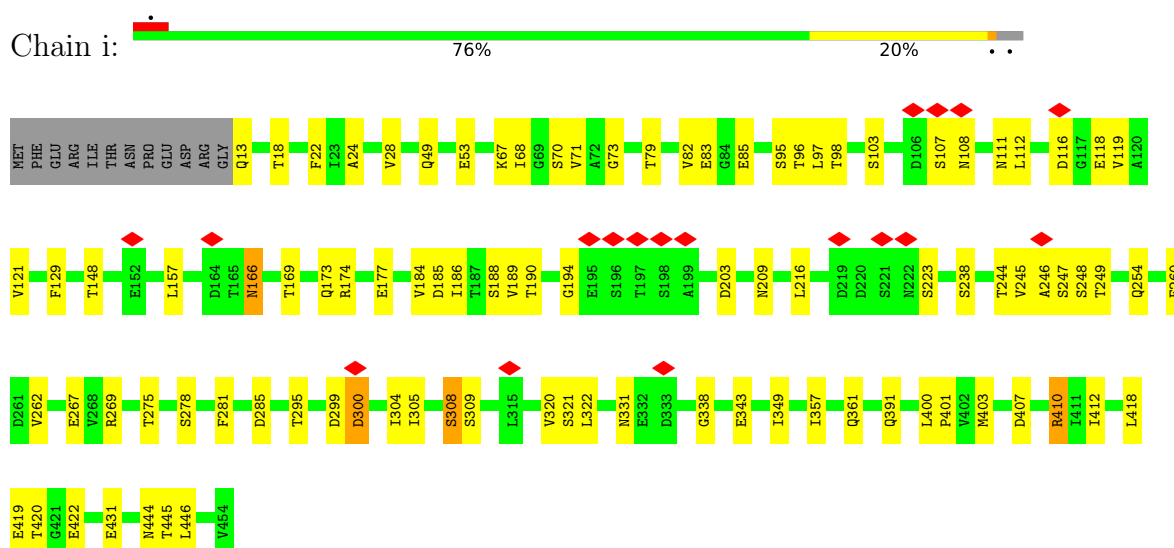 Chain i: 76% 20%
MET PHE GLU ARG ILE THR ASN PRO GLU ASP ARG GLY Q13 T18 F22 I23 A24 V28 Q49 E53 K67 I68 G69 S70 V71 A72 G73 T79 V82 E83 G84 E85 S95 T96 L97 T98 S103 D106 S107 N108 N111 L112 D116 G117 E118 V119 A120
V121 F129 T148 E152 L157 D164 T165 N166 T169 Q173 R174 E177 V184 D185 I186 T187 S188 V189 T190 G194 E195 S196 T197 S198 A199 D203 N209 L216 D219 D220 S221 N222 S223 S238 T244 V245 A246 S247 S248 T249 Q254
D261 V262 E267 V268 R269 T275 S278 F281 D285 T295 D299 D300 I304 I305 S308 S309 L315 V320 S321 L322 N331 E332 D333 G338 E343 I349 I357 Q361 Q391 L400 P401 V402 M403 D407 R410 I411 I412 L418
E419 T420 G421 E422 E431 N444 T445 L446 V454